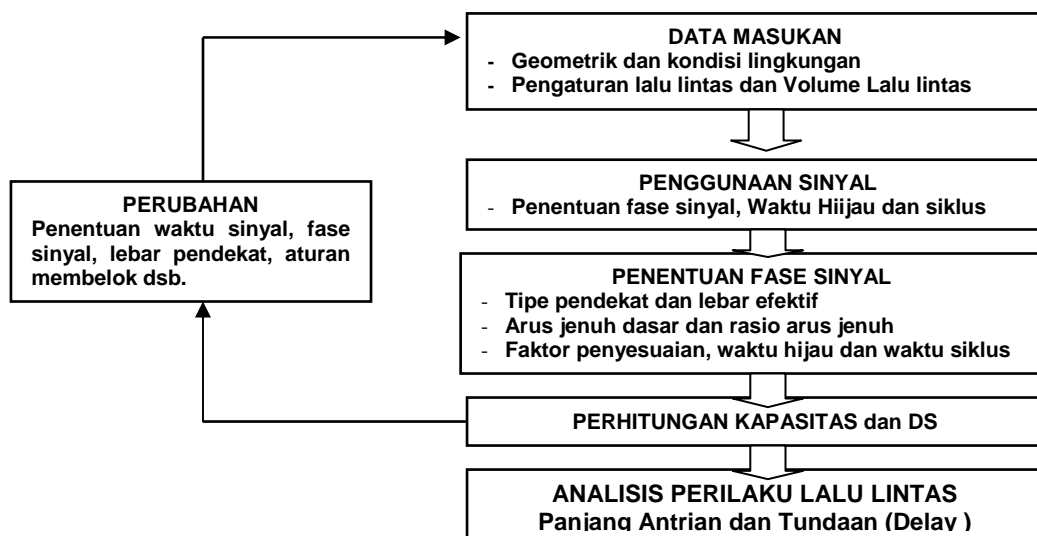 DATA MASUKAN
- Geometrik dan kondisi lingkungan
- Pengaturan lalu lintas dan Volume Lalu lintas
PENGGUNAAN SINYAL
- Penentuan fase sinyal, Waktu Hiijau dan siklus
PERUBAHAN
Penentuan waktu sinyal, fase
sinyal, lebar pendekat, aturan
membelok dsb.
PENENTUAN FASE SINYAL
- Tipe pendekat dan lebar efektif
- Arus jenuh dasar dan rasio arus jenuh
- Faktor penyesuaian, waktu hijau dan waktu siklus
PERHITUNGAN KAPASITAS dan DS
ANALISIS PERILAKU LALU LINTAS
Panjang Antrian dan Tundaan (Delay )